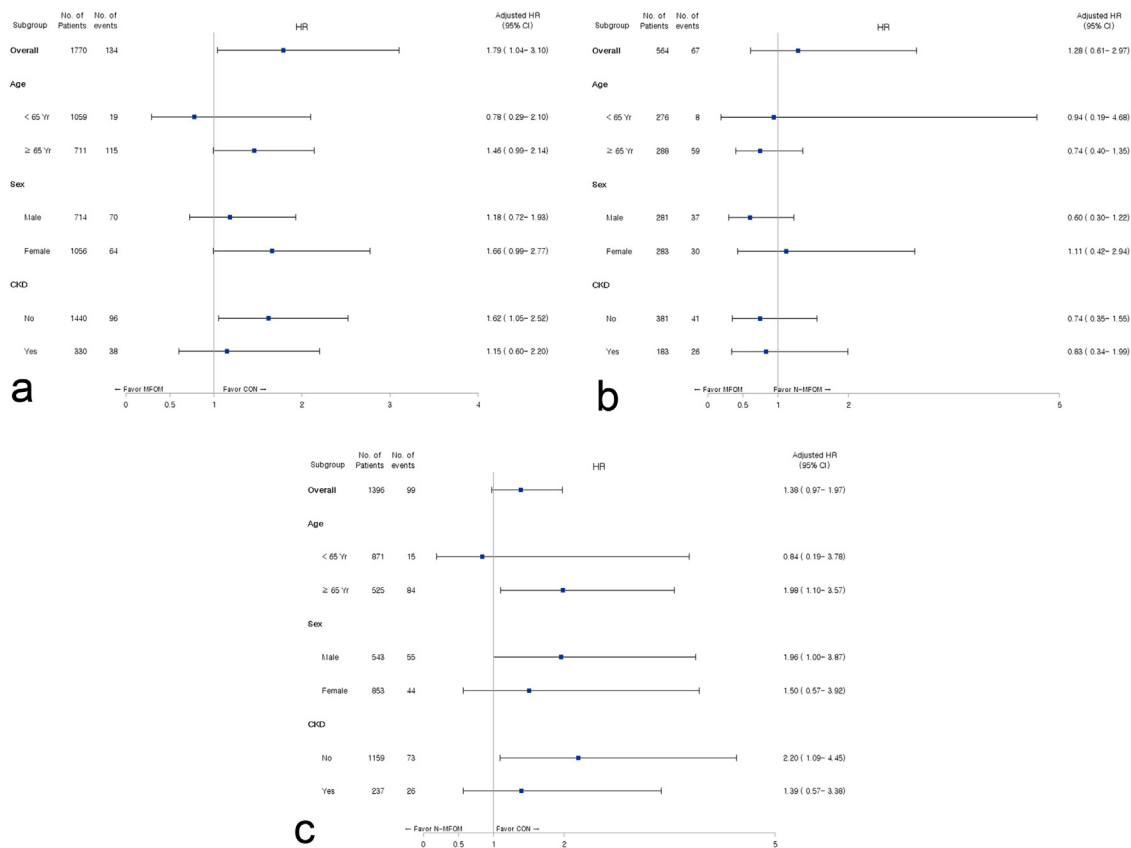 No. of No. of Adjusted HR
Subgroup Patients events HR (95% CI)
Overall 1770 134 1.79 ( 1.04- 3.10)
Age
< 65 Yr 1059 19 0.78 ( 0.29- 2.10)
≥ 65 Yr 711 115 1.46 ( 0.99- 2.14)
Sex
Male 714 70 1.18 ( 0.72- 1.93)
Female 1056 64 1.66 ( 0.99- 2.77)
CKD
No 1440 96 1.62 ( 1.05- 2.52)
Yes 330 38 1.15 ( 0.60- 2.20)
← Favor MFOM Favor CON →
0 0.5 1 2 3 4
a
No. of No. of Adjusted HR
Subgroup Patients events HR (95% CI)
Overall 564 67 1.28 ( 0.61- 2.97)
Age
< 65 Yr 276 8 0.94 ( 0.19- 4.68)
≥ 65 Yr 288 59 0.74 ( 0.40- 1.35)
Sex
Male 281 37 0.60 ( 0.30- 1.22)
Female 283 30 1.11 ( 0.42- 2.94)
CKD
No 381 41 0.74 ( 0.35- 1.55)
Yes 183 26 0.83 ( 0.34- 1.99)
← Favor MFOM Favor N-MFOM →
0 0.5 1 2 5
b
No. of No. of Adjusted HR
Subgroup Patients events HR (95% CI)
Overall 1396 99 1.38 ( 0.97- 1.97)
Age
< 65 Yr 871 15 0.84 ( 0.19- 3.78)
≥ 65 Yr 525 84 1.98 ( 1.10- 3.57)
Sex
Male 543 55 1.96 ( 1.00- 3.87)
Female 853 44 1.50 ( 0.57- 3.92)
CKD
No 1159 73 2.20 ( 1.09- 4.45)
Yes 237 26 1.39 ( 0.57- 3.38)
← Favor N-MFOM Favor CON →
0 0.5 1 2 5
c